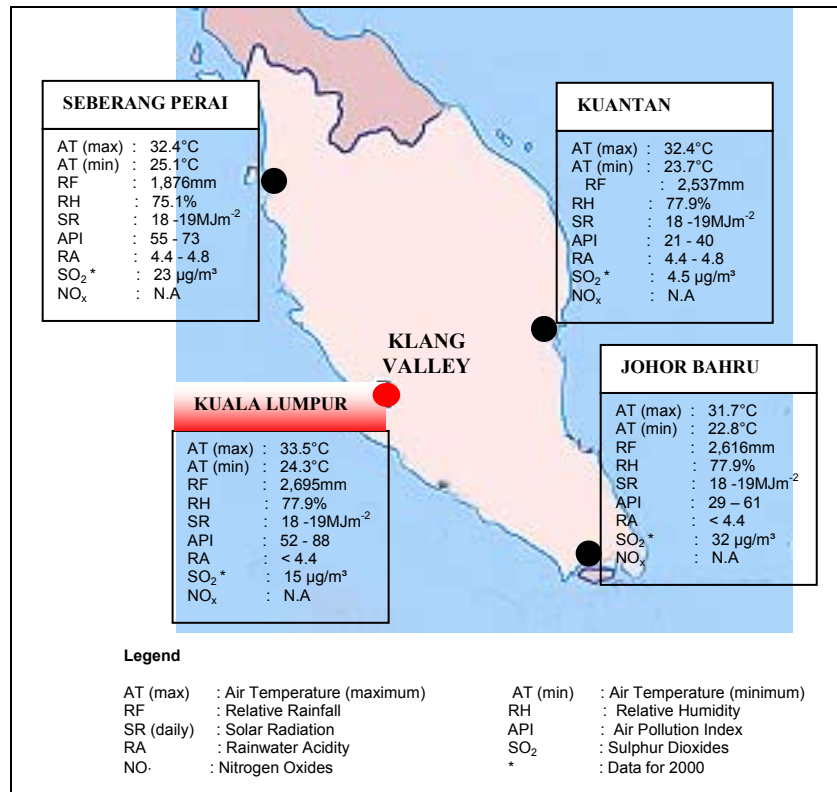 SEBERANG PERAI
AT (max) : 32.4°C
AT (min) : 25.1°C
RF : 1,876mm
RH : 75.1%
SR : 18 -19MJm⁻²
API : 55 - 73
RA : 4.4 - 4.8
SO₂ * : 23 µg/m³
NOₓ : N.A
KUANTAN
AT (max) : 32.4°C
AT (min) : 23.7°C
RF : 2,537mm
RH : 77.9%
SR : 18 -19MJm⁻²
API : 21 - 40
RA : 4.4 - 4.8
SO₂ * : 4.5 µg/m³
NOₓ : N.A
KLANG
VALLEY
KUALA LUMPUR
AT (max) : 33.5°C
AT (min) : 24.3°C
RF : 2,695mm
RH : 77.9%
SR : 18 -19MJm⁻²
API : 52 - 88
RA : < 4.4
SO₂ * : 15 µg/m³
NOₓ : N.A
JOHOR BAHRU
AT (max) : 31.7°C
AT (min) : 22.8°C
RF : 2,616mm
RH : 77.9%
SR : 18 -19MJm⁻²
API : 29 – 61
RA : < 4.4
SO₂ * : 32 µg/m³
NOₓ : N.A
Legend
AT (max) : Air Temperature (maximum) AT (min) : Air Temperature (minimum)
RF : Relative Rainfall RH : Relative Humidity
SR (daily) : Solar Radiation API : Air Pollution Index
RA : Rainwater Acidity SO₂ : Sulphur Dioxides
NO· : Nitrogen Oxides * : Data for 2000